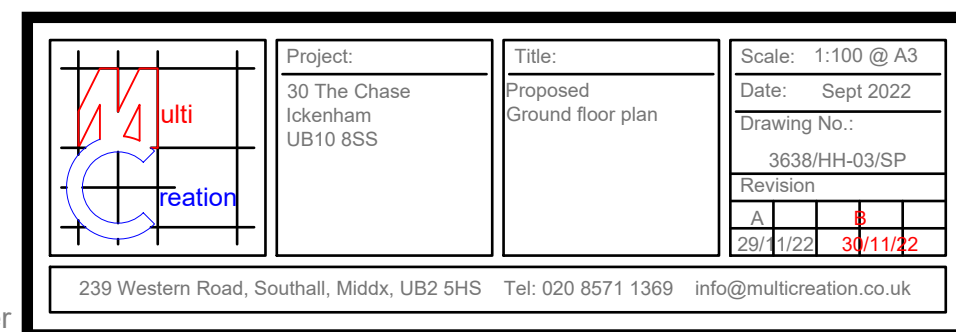 Multi
Creation
Project:
30 The Chase
Ickenham
UB10 8SS
Title:
Proposed
Ground floor plan
Scale: 1:100 @ A3
Date: Sept 2022
Drawing No.:
3638/HH-03/SP
Revision
A B
29/11/22 30/11/22
239 Western Road, Southall, Middx, UB2 5HS Tel: 020 8571 1369 info@multicreation.co.uk